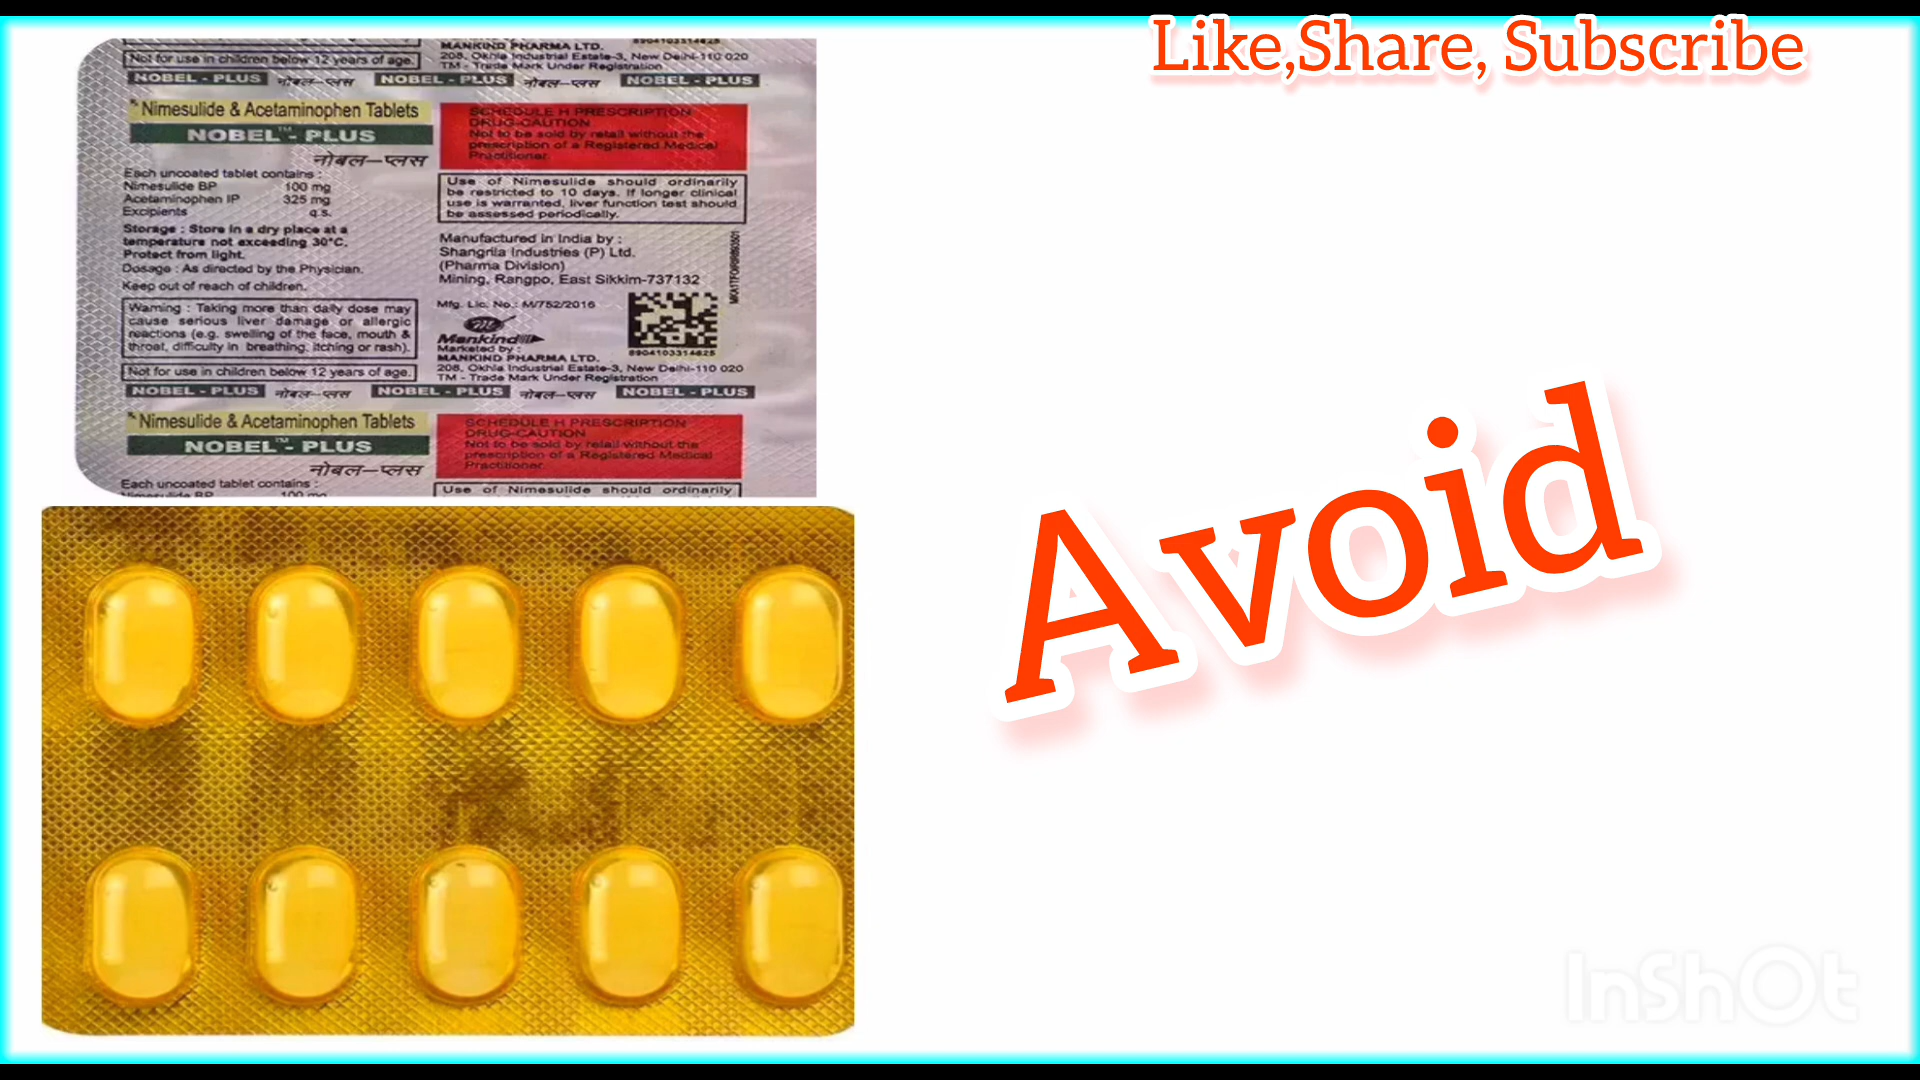 Like,Share, Subscribe
Not for use in children below 12 years of age.
MANKIND PHARMA LTD.
208, Okhla Industrial Estate-3, New Delhi-110 020
TM - Trade Mark Under Registration
NOBEL - PLUS नोबल-प्लस NOBEL - PLUS नोबल-प्लस NOBEL - PLUS
Nimesulide & Acetaminophen Tablets
NOBEL™ - PLUS
नोबल-प्लस
Each uncoated tablet contains :
Nimesulide BP 100 mg
Acetaminophen IP 325 mg
Excipients q.s.
Storage : Store in a dry place at a
temperature not exceeding 30°C.
Protect from light.
Dosage : As directed by the Physician.
Keep out of reach of children.
Warning : Taking more than daily dose may
cause serious liver damage or allergic
reactions (e.g. swelling of the face, mouth &
throat, difficulty in breathing, itching or rash).
Not for use in children below 12 years of age.
SCHEDULE H PRESCRIPTION
DRUG-CAUTION
Not to be sold by retail without the
prescription of a Registered Medical
Practitioner.
Use of Nimesulide should ordinarily
be restricted to 10 days. If longer clinical
use is warranted, liver function test should
be assessed periodically.
Manufactured in India by :
Shangrila Industries (P) Ltd.
(Pharma Division)
Mining, Rangpo, East Sikkim-737132
Mfg. Lic. No.: M/752/2016
8904103314625
Mankind
Marketed by :
MANKIND PHARMA LTD.
208, Okhla Industrial Estate-3, New Delhi-110 020
TM - Trade Mark Under Registration
NOBEL - PLUS नोबल-प्लस NOBEL - PLUS नोबल-प्लस NOBEL - PLUS
Nimesulide & Acetaminophen Tablets
NOBEL™ - PLUS
नोबल-प्लस
Each uncoated tablet contains :
Nimesulide BP 100 mg
SCHEDULE H PRESCRIPTION
DRUG-CAUTION
Not to be sold by retail without the
prescription of a Registered Medical
Practitioner.
Use of Nimesulide should ordinarily
Avoid
InShOt